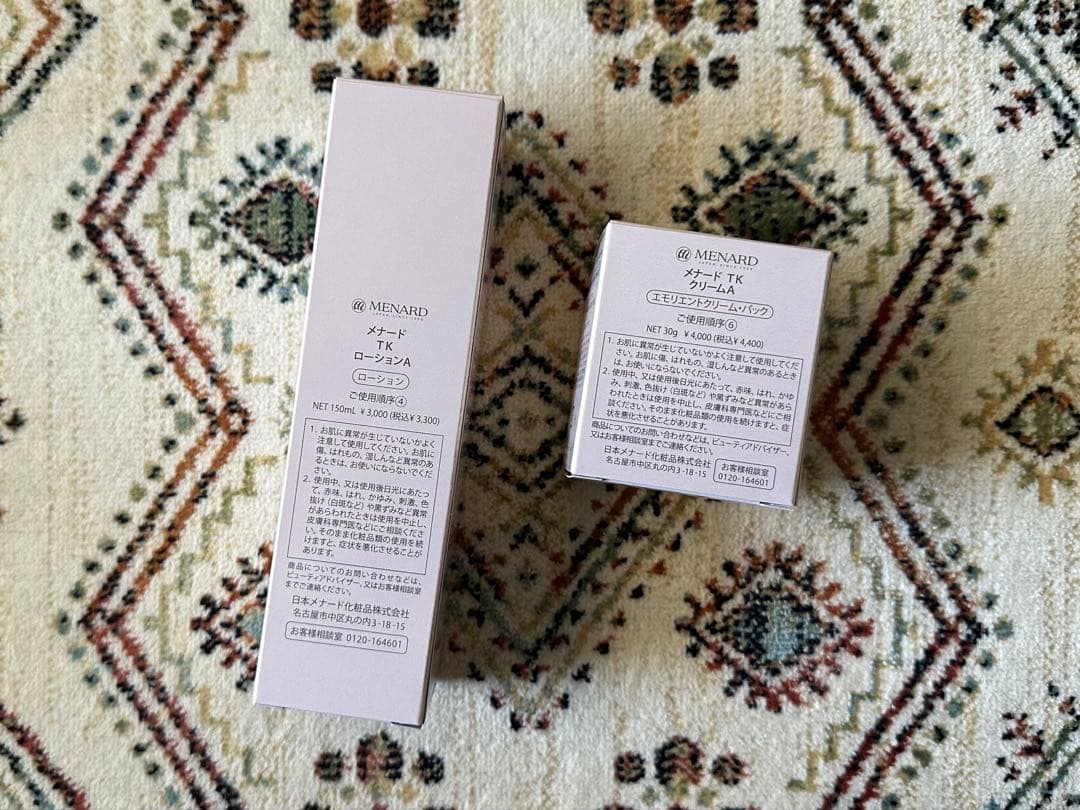 MENARD
JAPAN SINCE 1959
メナード
TK
ローションA
ローション
ご使用順序④
NET 150mL ¥3,000(税込¥3,300)
1. お肌に異常が生じていないかよく
注意して使用してください。お肌に
傷、はれもの、湿しんなど異常のあ
るときは、お使いにならないでくだ
さい。
2. 使用中、又は使用後日光にあたっ
て、赤味、はれ、かゆみ、刺激、色
抜け(白斑など)や黒ずみなど異常
があらわれたときは使用を中止し、
皮膚科専門医などにご相談くださ
い。そのまま化粧品類の使用を続
けますと、症状を悪化させることが
あります。
商品についてのお問い合わせなどは、
ビューティアドバイザー、又はお客様相談室
までご連絡ください。
日本メナード化粧品株式会社
名古屋市中区丸の内3-18-15
お客様相談室 0120-164601
MENARD
JAPAN SINCE 1959
メナード TK
クリームA
エモリエントクリーム・パック
ご使用順序⑥
NET 30g ¥4,000(税込¥4,400)
1. お肌に異常が生じていないかよく注意して使用してくだ
さい。お肌に傷、はれもの、湿しんなど異常のあるときは
は、お使いにならないでください。
2. 使用中、又は使用後日光にあたって、赤味、はれ、かゆ
み、刺激、色抜け(白斑など)や黒ずみなど異常があら
われたときは使用を中止し、皮膚科専門医などにご相
談ください。そのまま化粧品類の使用を続けますと、症
状を悪化させることがあります。
商品についてのお問い合わせなどは、ビューティアドバイザー、
又はお客様相談室までご連絡ください。
日本メナード化粧品株式会社
名古屋市中区丸の内3-18-15
お客様相談室
0120-164601